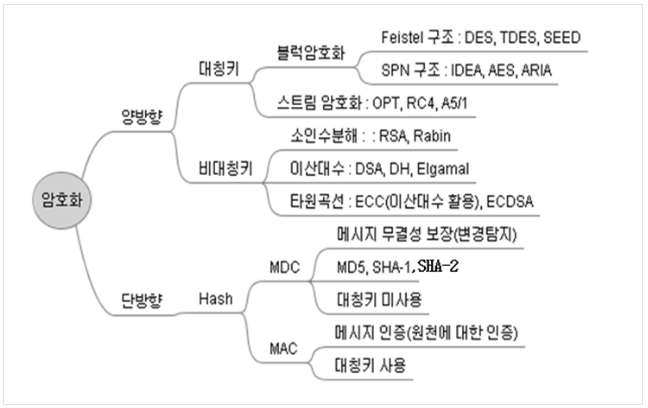 Feistel 구조 : DES, TDES, SEED
블럭암호화
대칭키
SPN 구조 : IDEA, AES, ARIA
스트림 암호화 : OPT, RC4, A5/1
양방향
소인수분해 : : RSA, Rabin
비대칭키
이산대수 : DSA, DH, Elgamal
타원곡선 : ECC(이산대수 활용), ECDSA
암호화
메시지 무결성 보장(변경탐지)
MDC
MD5, SHA-1,SHA-2
단방향
Hash
대칭키 미사용
메시지 인증(원천에 대한 인증)
MAC
대칭키 사용